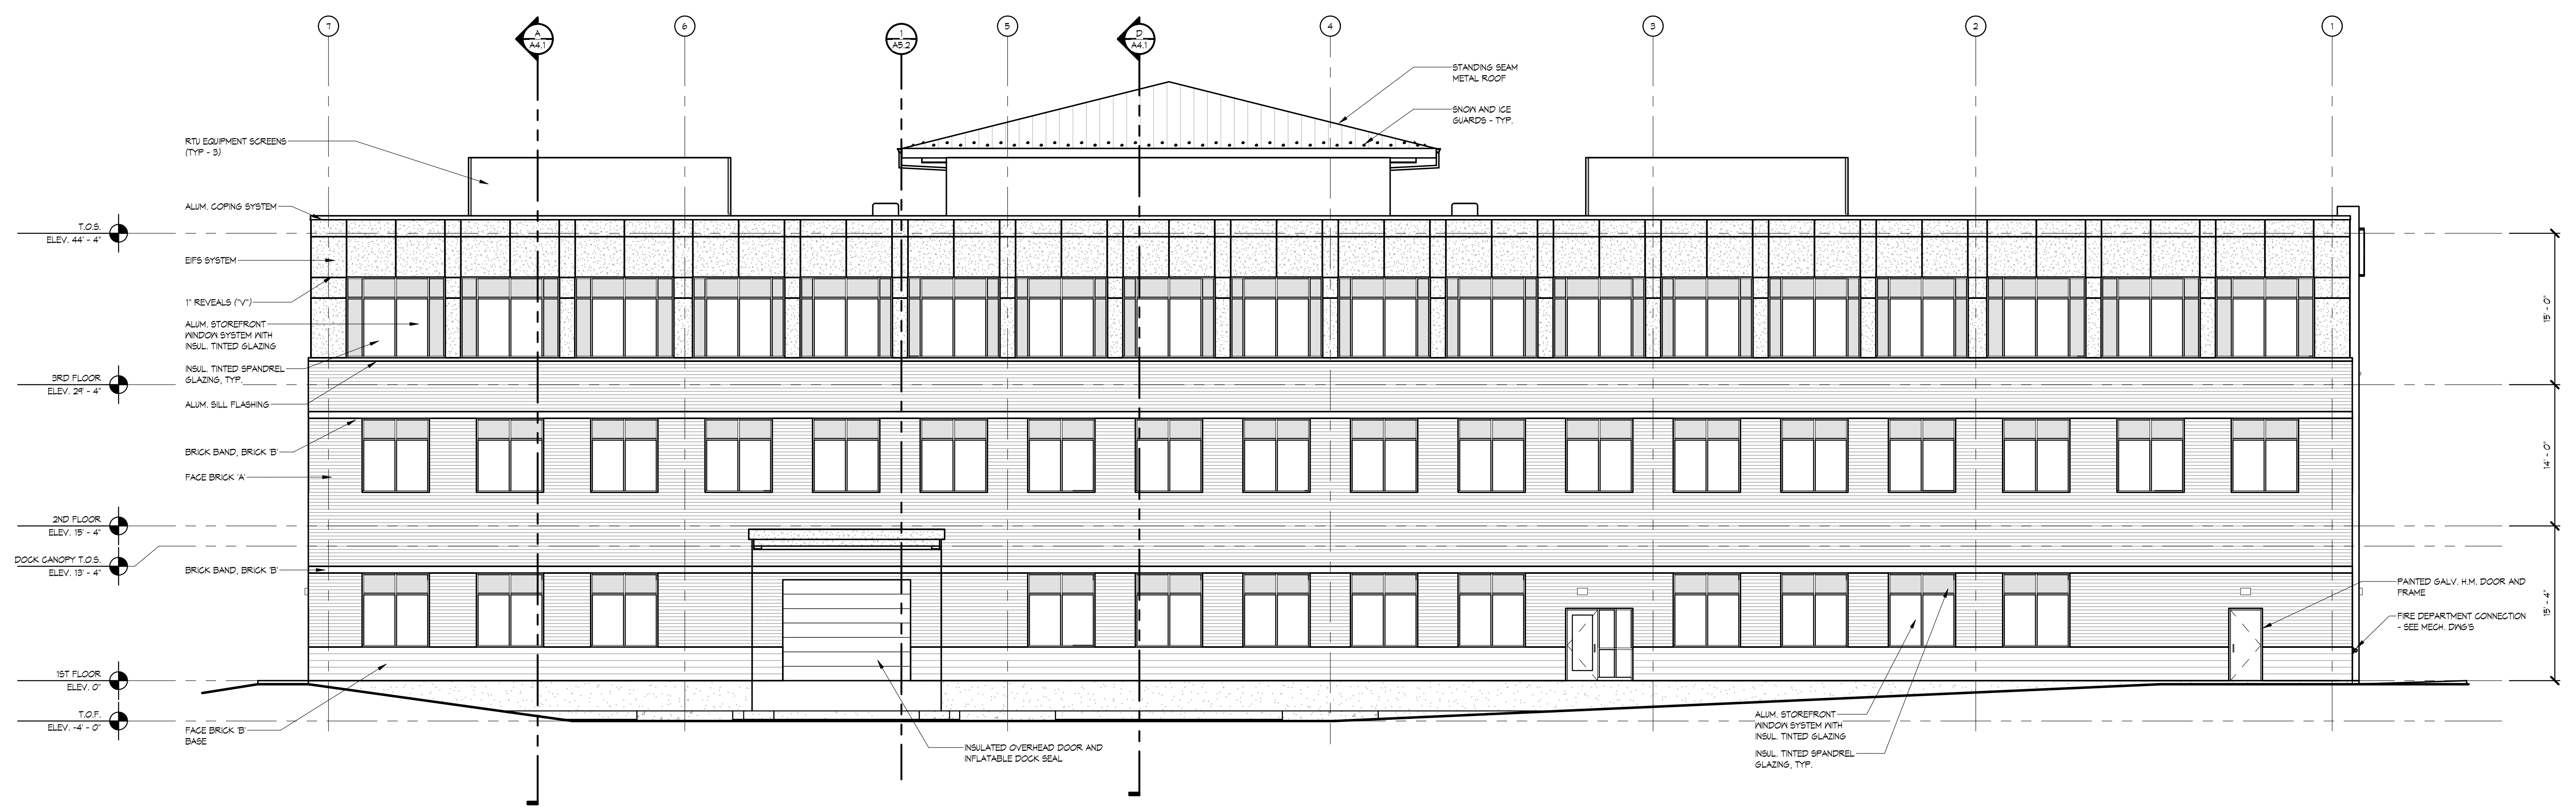 7
A
A4.1
6
1
A5.2
5
D
A4.1
4
3
2
1
STANDING SEAM
METAL ROOF
SNOW AND ICE
GUARDS - TYP.
RTU EQUIPMENT SCREENS
(TYP - 3)
ALUM. COPING SYSTEM
T.O.S.
ELEV. 44' - 4"
EIFS SYSTEM
1" REVEALS ("V")
ALUM. STOREFRONT
WINDOW SYSTEM WITH
INSUL. TINTED GLAZING
INSUL. TINTED SPANDREL
GLAZING, TYP.
3RD FLOOR
ELEV. 29' - 4"
ALUM. SILL FLASHING
BRICK BAND, BRICK 'B'
FACE BRICK 'A'
2ND FLOOR
ELEV. 15' - 4"
DOCK CANOPY T.O.S.
ELEV. 13' - 4"
BRICK BAND, BRICK 'B'
1ST FLOOR
ELEV. 0"
T.O.F.
ELEV. -4' - 0"
FACE BRICK 'B'
BASE
INSULATED OVERHEAD DOOR AND
INFLATABLE DOCK SEAL
ALUM. STOREFRONT
WINDOW SYSTEM WITH
INSUL. TINTED GLAZING
INSUL. TINTED SPANDREL
GLAZING, TYP.
PAINTED GALV. H.M. DOOR AND
FRAME
FIRE DEPARTMENT CONNECTION
- SEE MECH. DWG'S
15' - 0"
14' - 0"
15' - 4"